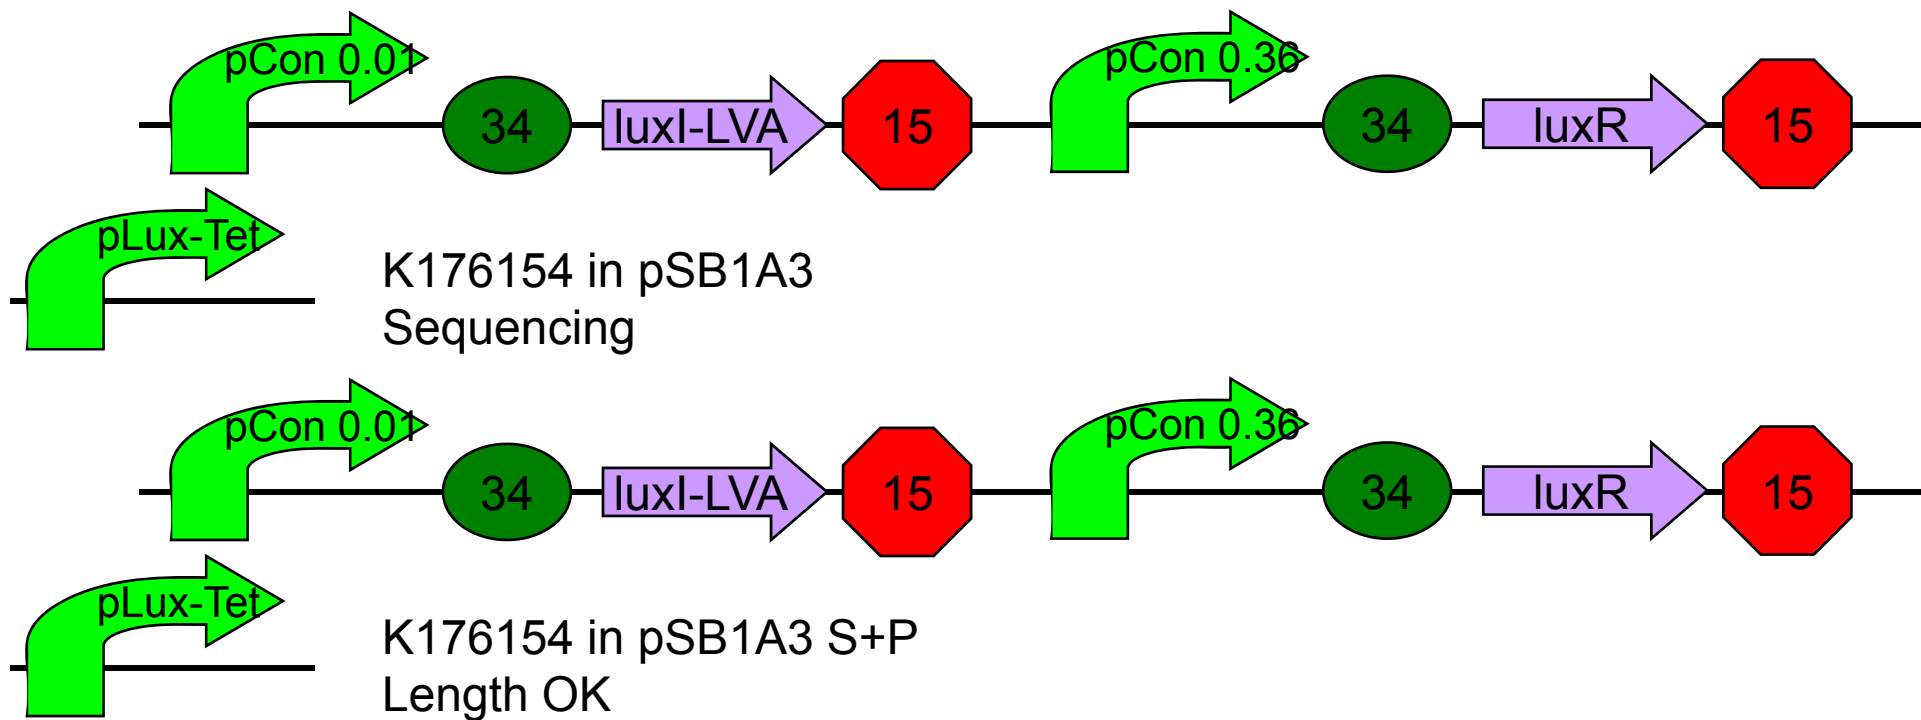 pCon 0.01 34 luxI-LVA 15 pCon 0.36 34 luxR 15
pLux-Tet
K176154 in pSB1A3
Sequencing
pCon 0.01 34 luxI-LVA 15 pCon 0.36 34 luxR 15
pLux-Tet
K176154 in pSB1A3 S+P
Length OK